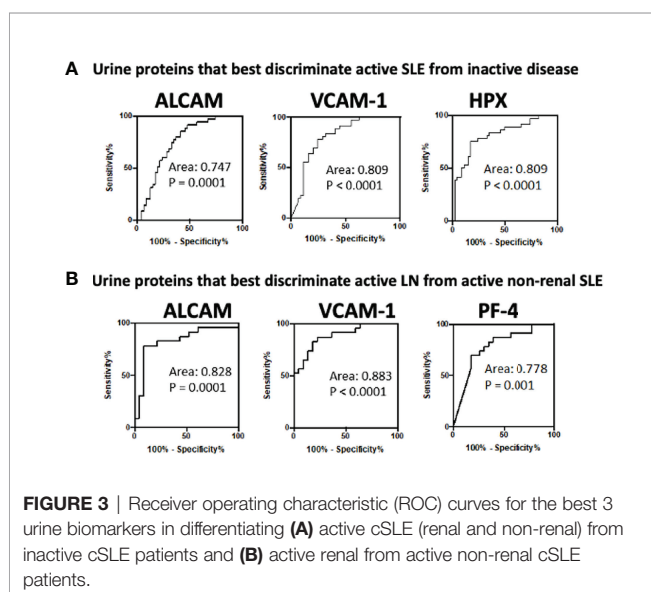 A Urine proteins that best discriminate active SLE from inactive disease
ALCAM VCAM-1 HPX
Sensitivity%
100
50
0
0 50 100
Area: 0.747
P = 0.0001
100% - Specificity%
Sensitivity%
100
50
0
0 50 100
Area: 0.809
P < 0.0001
100% - Specificity%
Sensitivity%
100
50
0
0 50 100
Area: 0.809
P < 0.0001
100% - Specificity%
B Urine proteins that best discriminate active LN from active non-renal SLE
ALCAM VCAM-1 PF-4
Sensitivity%
100
50
0
0 50 100
Area: 0.828
P = 0.0001
100% - Specificity%
Sensitivity%
100
50
0
0 50 100
Area: 0.883
P < 0.0001
100% - Specificity%
Sensitivity%
100
50
0
0 50 100
Area: 0.778
P = 0.001
100% - Specificity%
FIGURE 3 | Receiver operating characteristic (ROC) curves for the best 3
urine biomarkers in differentiating (A) active cSLE (renal and non-renal) from
inactive cSLE patients and (B) active renal from active non-renal cSLE
patients.